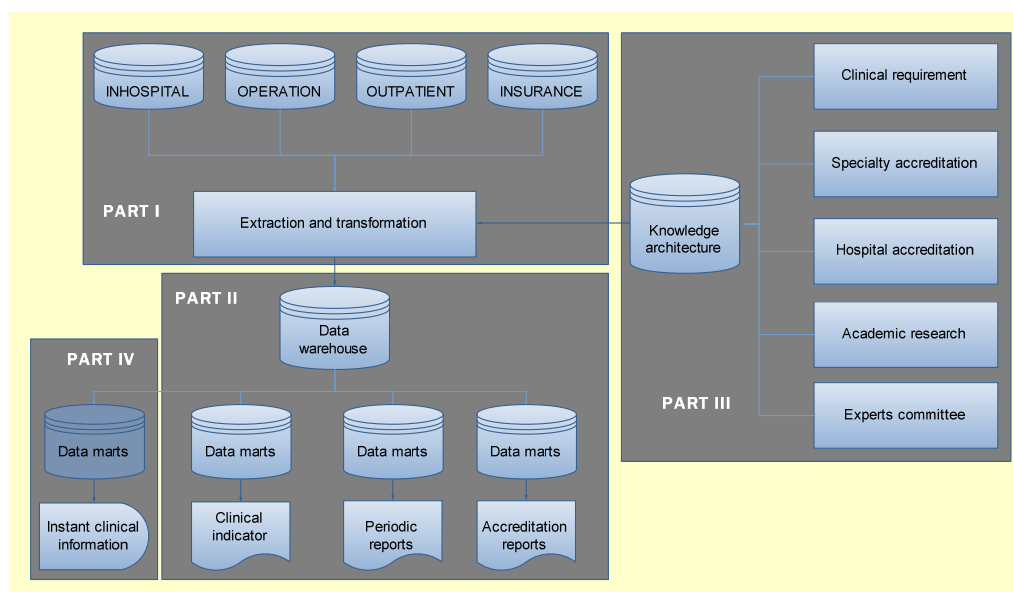 INHOSPITAL
OPERATION
OUTPATIENT
INSURANCE
PART I
Extraction and transformation
Knowledge
architecture
Clinical requirement
Specialty accreditation
Hospital accreditation
Academic research
Experts committee
PART III
PART II
Data
warehouse
PART IV
Data marts
Data marts
Data marts
Data marts
Instant clinical
information
Clinical
indicator
Periodic
reports
Accreditation
reports